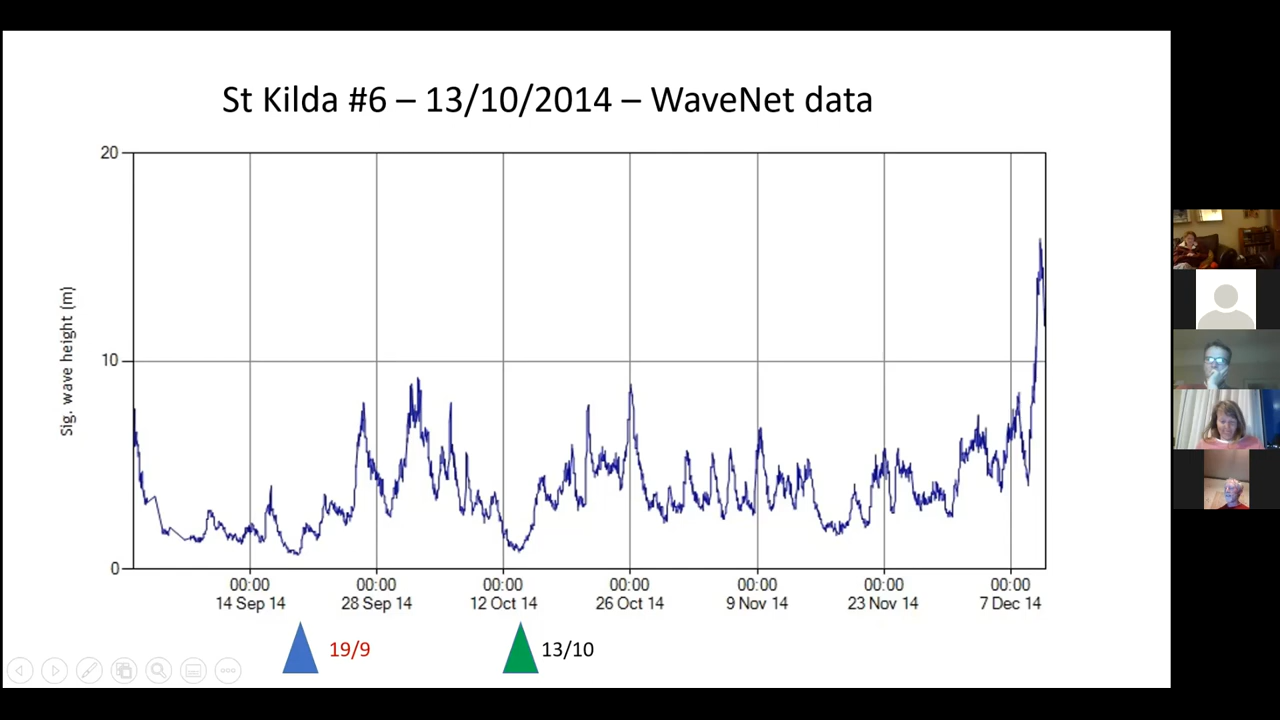 St Kilda #6 – 13/10/2014 – WaveNet data
20
10
0
Sig. wave height (m)
00:00 00:00 00:00 00:00 00:00 00:00 00:00
14 Sep 14 28 Sep 14 12 Oct 14 26 Oct 14 9 Nov 14 23 Nov 14 7 Dec 14
19/9 13/10